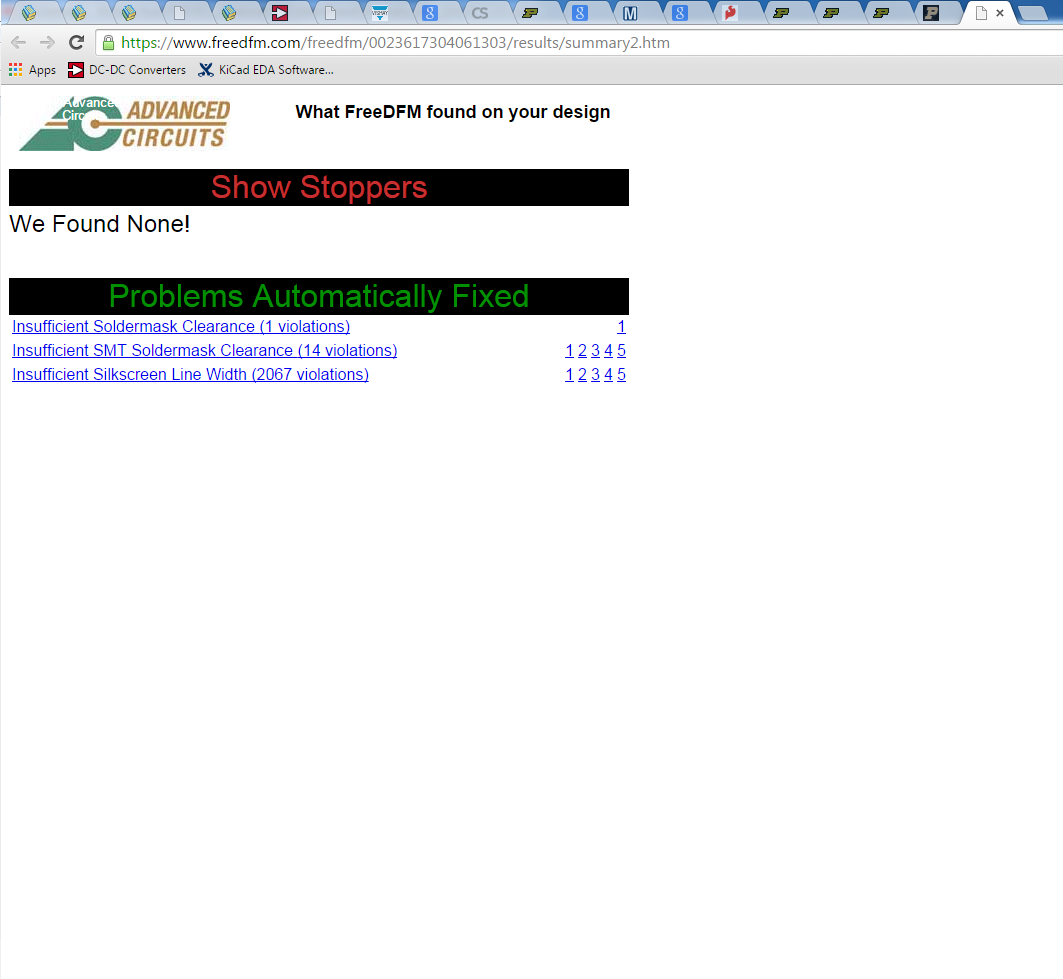 VISHAY
CS
M
https://www.freedfm.com/freedfm/0023617304061303/results/summary2.htm
Apps DC-DC Converters KiCad EDA Software...
Advance
Circ
ADVANCED
CIRCUITS
What FreeDFM found on your design
Show Stoppers
We Found None!
Problems Automatically Fixed
Insufficient Soldermask Clearance (1 violations) 1
Insufficient SMT Soldermask Clearance (14 violations) 1 2 3 4 5
Insufficient Silkscreen Line Width (2067 violations) 1 2 3 4 5